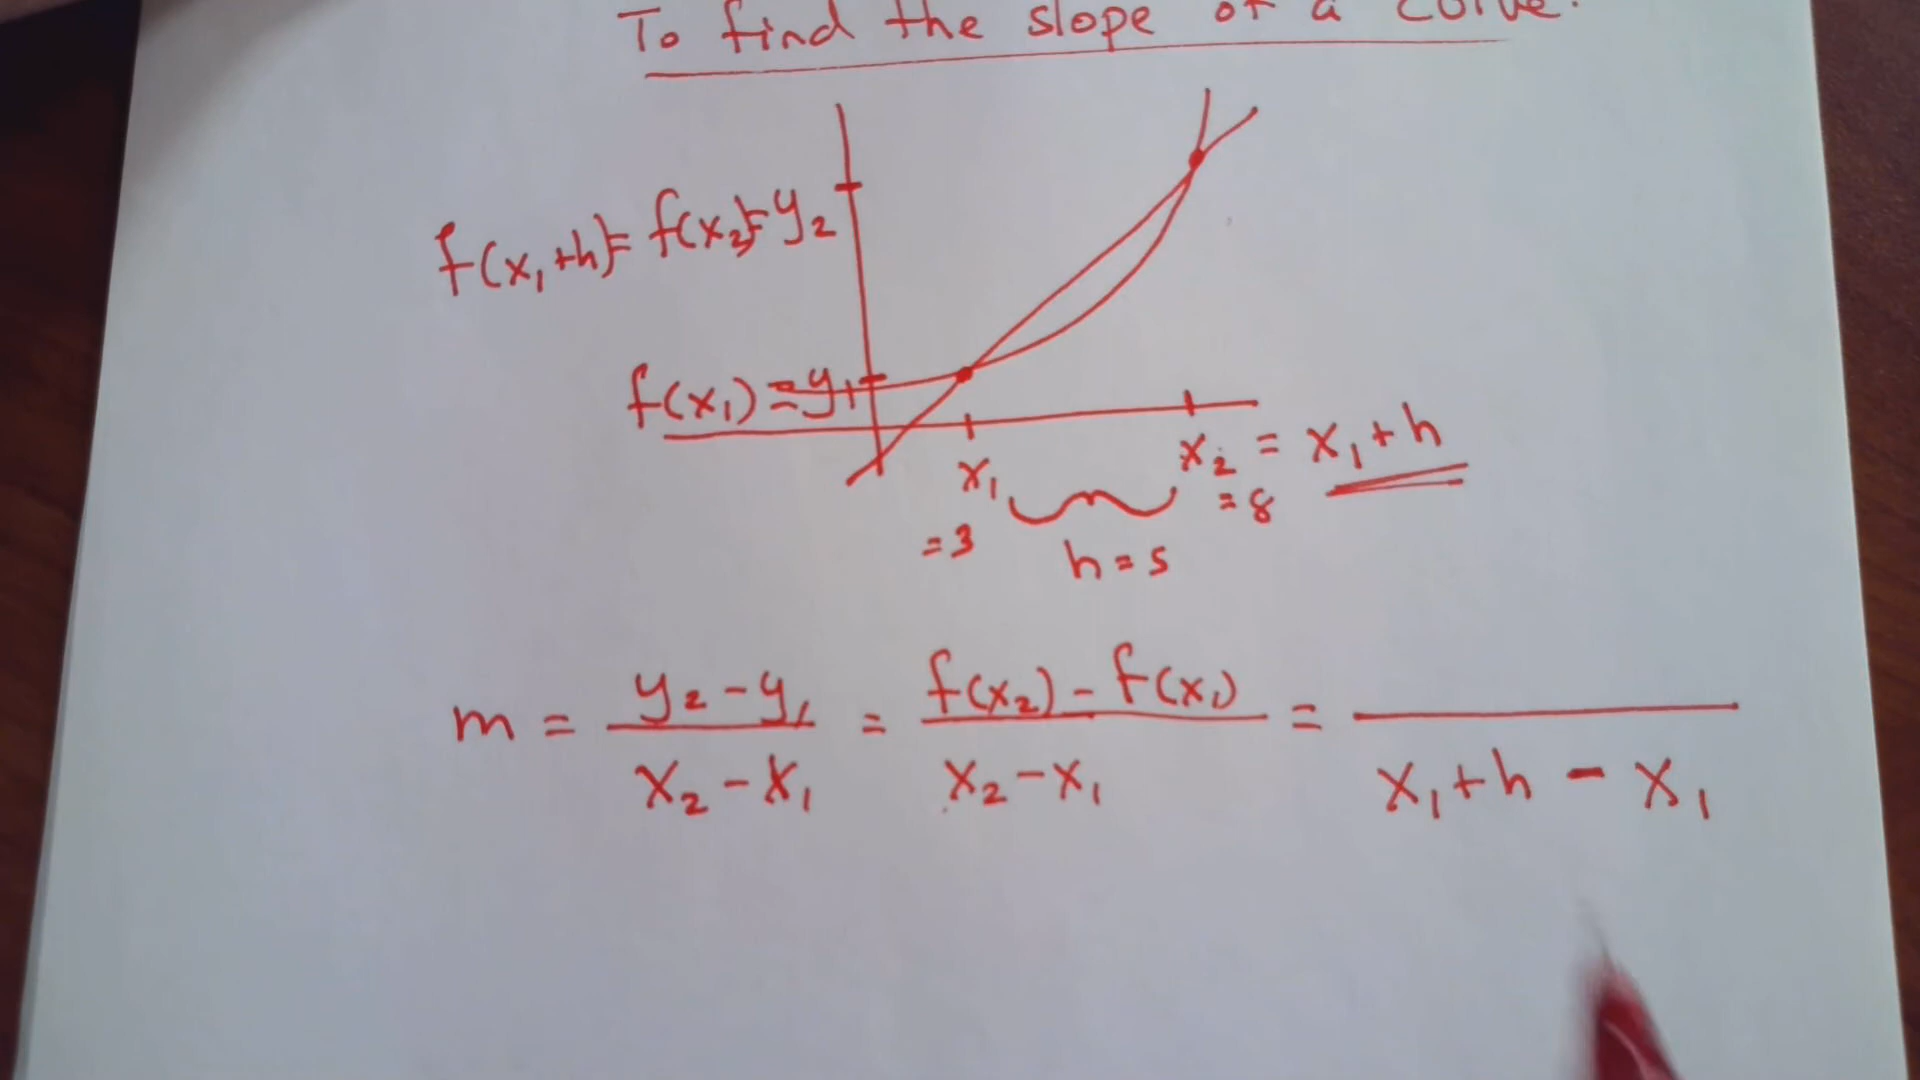 To find the slope of a curve.
f(x₁+h)= f(x₂)=y₂
f(x₁)=y₁
x₁ x₂ = x₁+h
=3 =8
h=5
m = y₂-y₁/x₂-x₁ = f(x₂)-f(x₁)/x₂-x₁ = /x₁+h - x₁